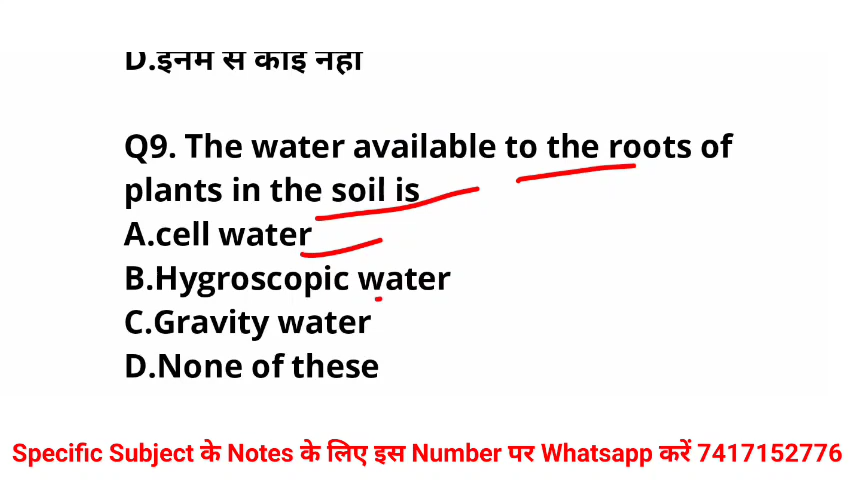 D.इनमें से कोई नहीं
Q9. The water available to the roots of
plants in the soil is
A.cell water
B.Hygroscopic water
C.Gravity water
D.None of these
Specific Subject के Notes के लिए इस Number पर Whatsapp करें 7417152776